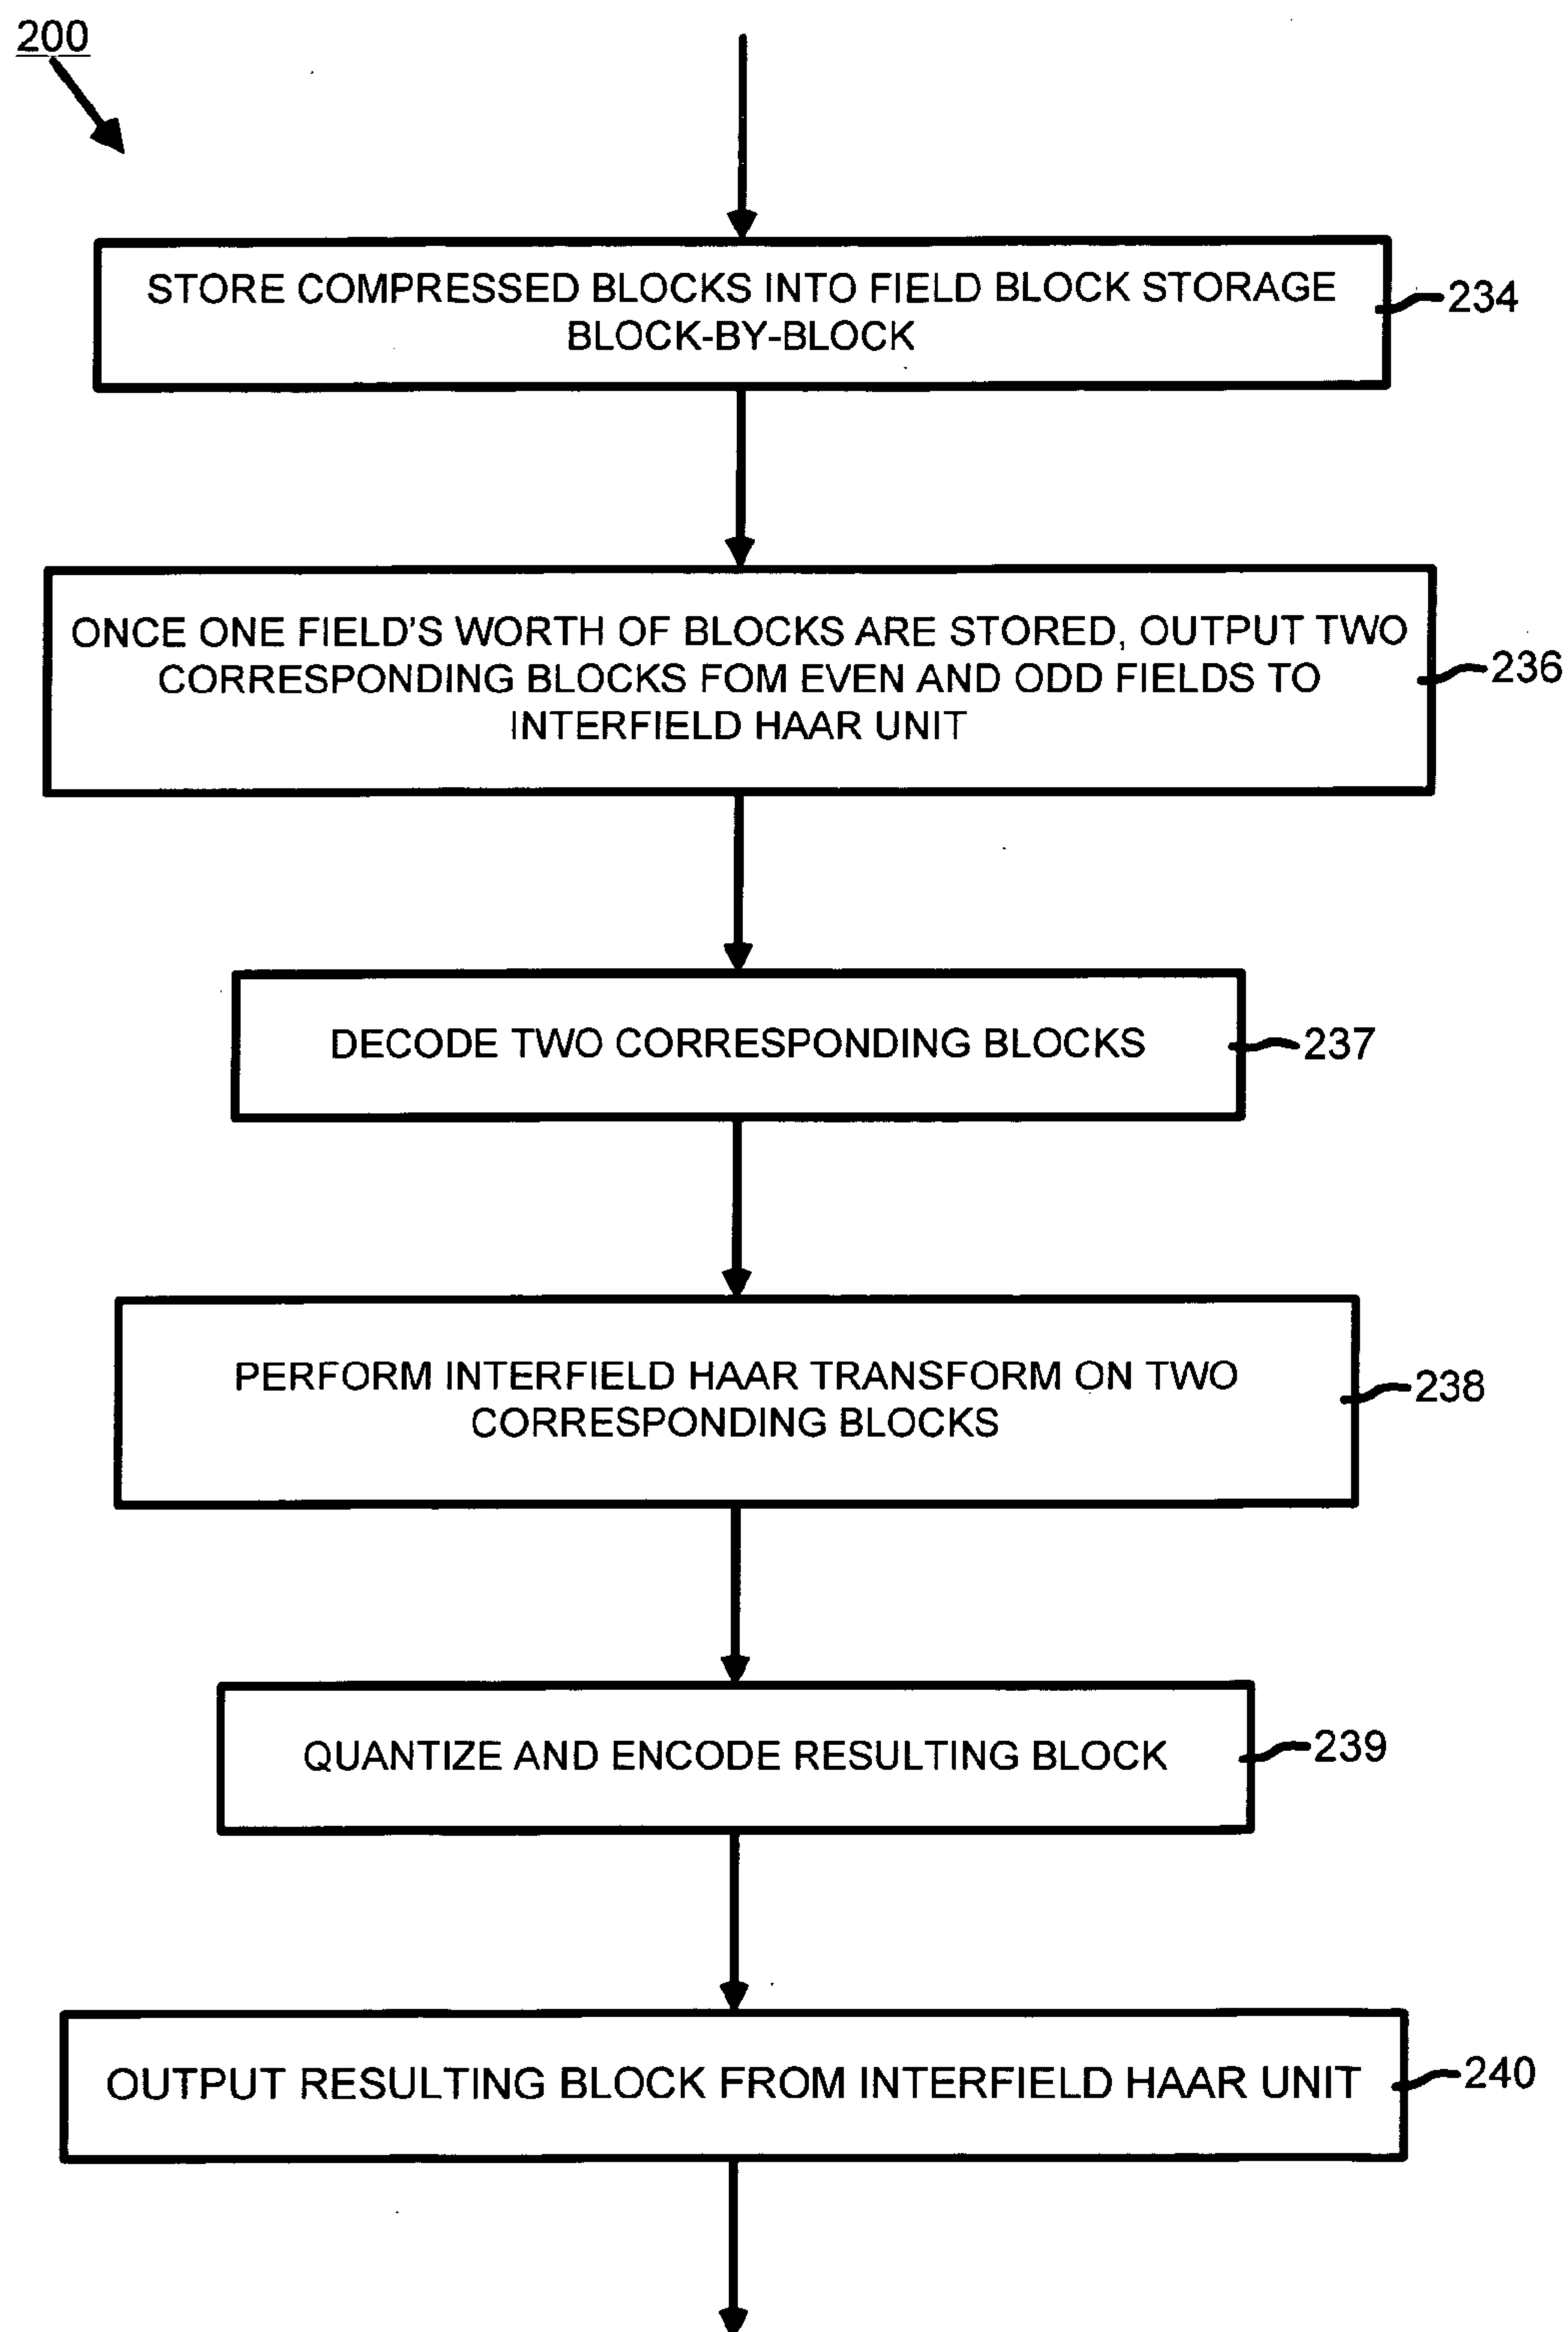 200
STORE COMPRESSED BLOCKS INTO FIELD BLOCK STORAGE
BLOCK-BY-BLOCK
234
ONCE ONE FIELD'S WORTH OF BLOCKS ARE STORED, OUTPUT TWO
CORRESPONDING BLOCKS FOM EVEN AND ODD FIELDS TO
INTERFIELD HAAR UNIT
236
DECODE TWO CORRESPONDING BLOCKS
237
PERFORM INTERFIELD HAAR TRANSFORM ON TWO
CORRESPONDING BLOCKS
238
QUANTIZE AND ENCODE RESULTING BLOCK
239
OUTPUT RESULTING BLOCK FROM INTERFIELD HAAR UNIT
240